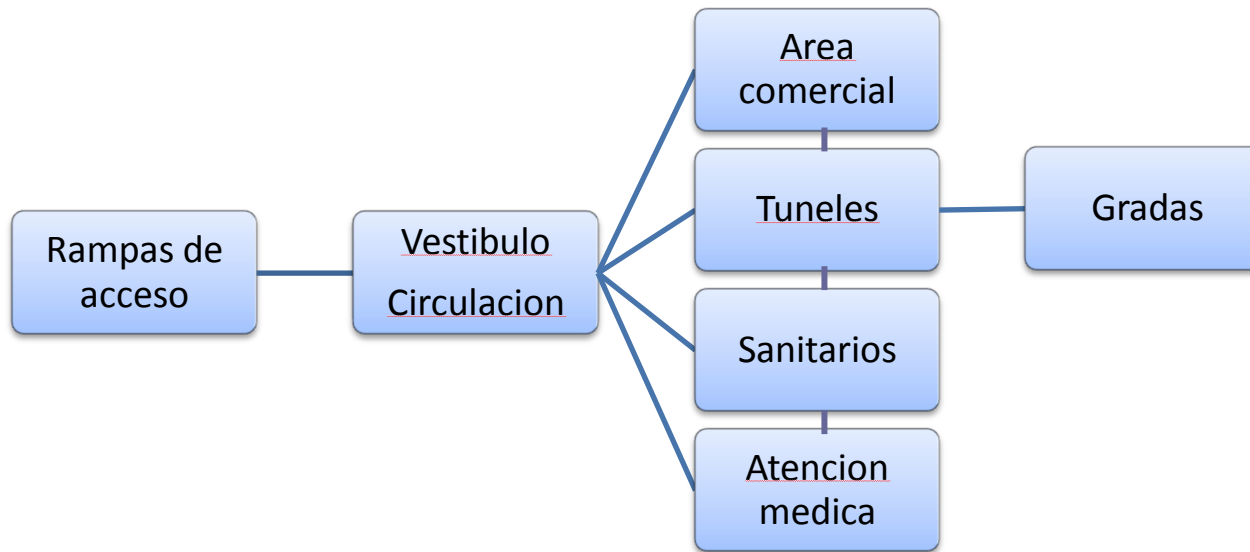 Rampas de
acceso
Vestibulo
Circulacion
Area
comercial
Tuneles
Sanitarios
Atencion
medica
Gradas